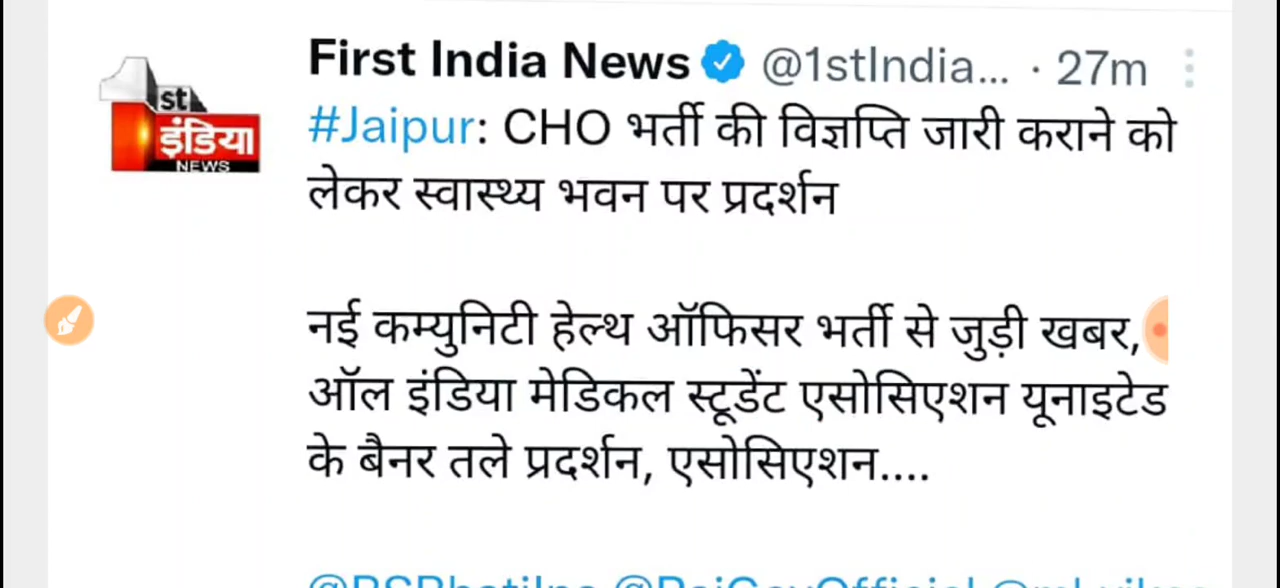 First India News @1stIndia... · 27m
1st
इंडिया
NEWS
#Jaipur: CHO भर्ती की विज्ञप्ति जारी कराने को
लेकर स्वास्थ्य भवन पर प्रदर्शन
नई कम्युनिटी हेल्थ ऑफिसर भर्ती से जुड़ी खबर,
ऑल इंडिया मेडिकल स्टूडेंट एसोसिएशन यूनाइटेड
के बैनर तले प्रदर्शन, एसोसिएशन....